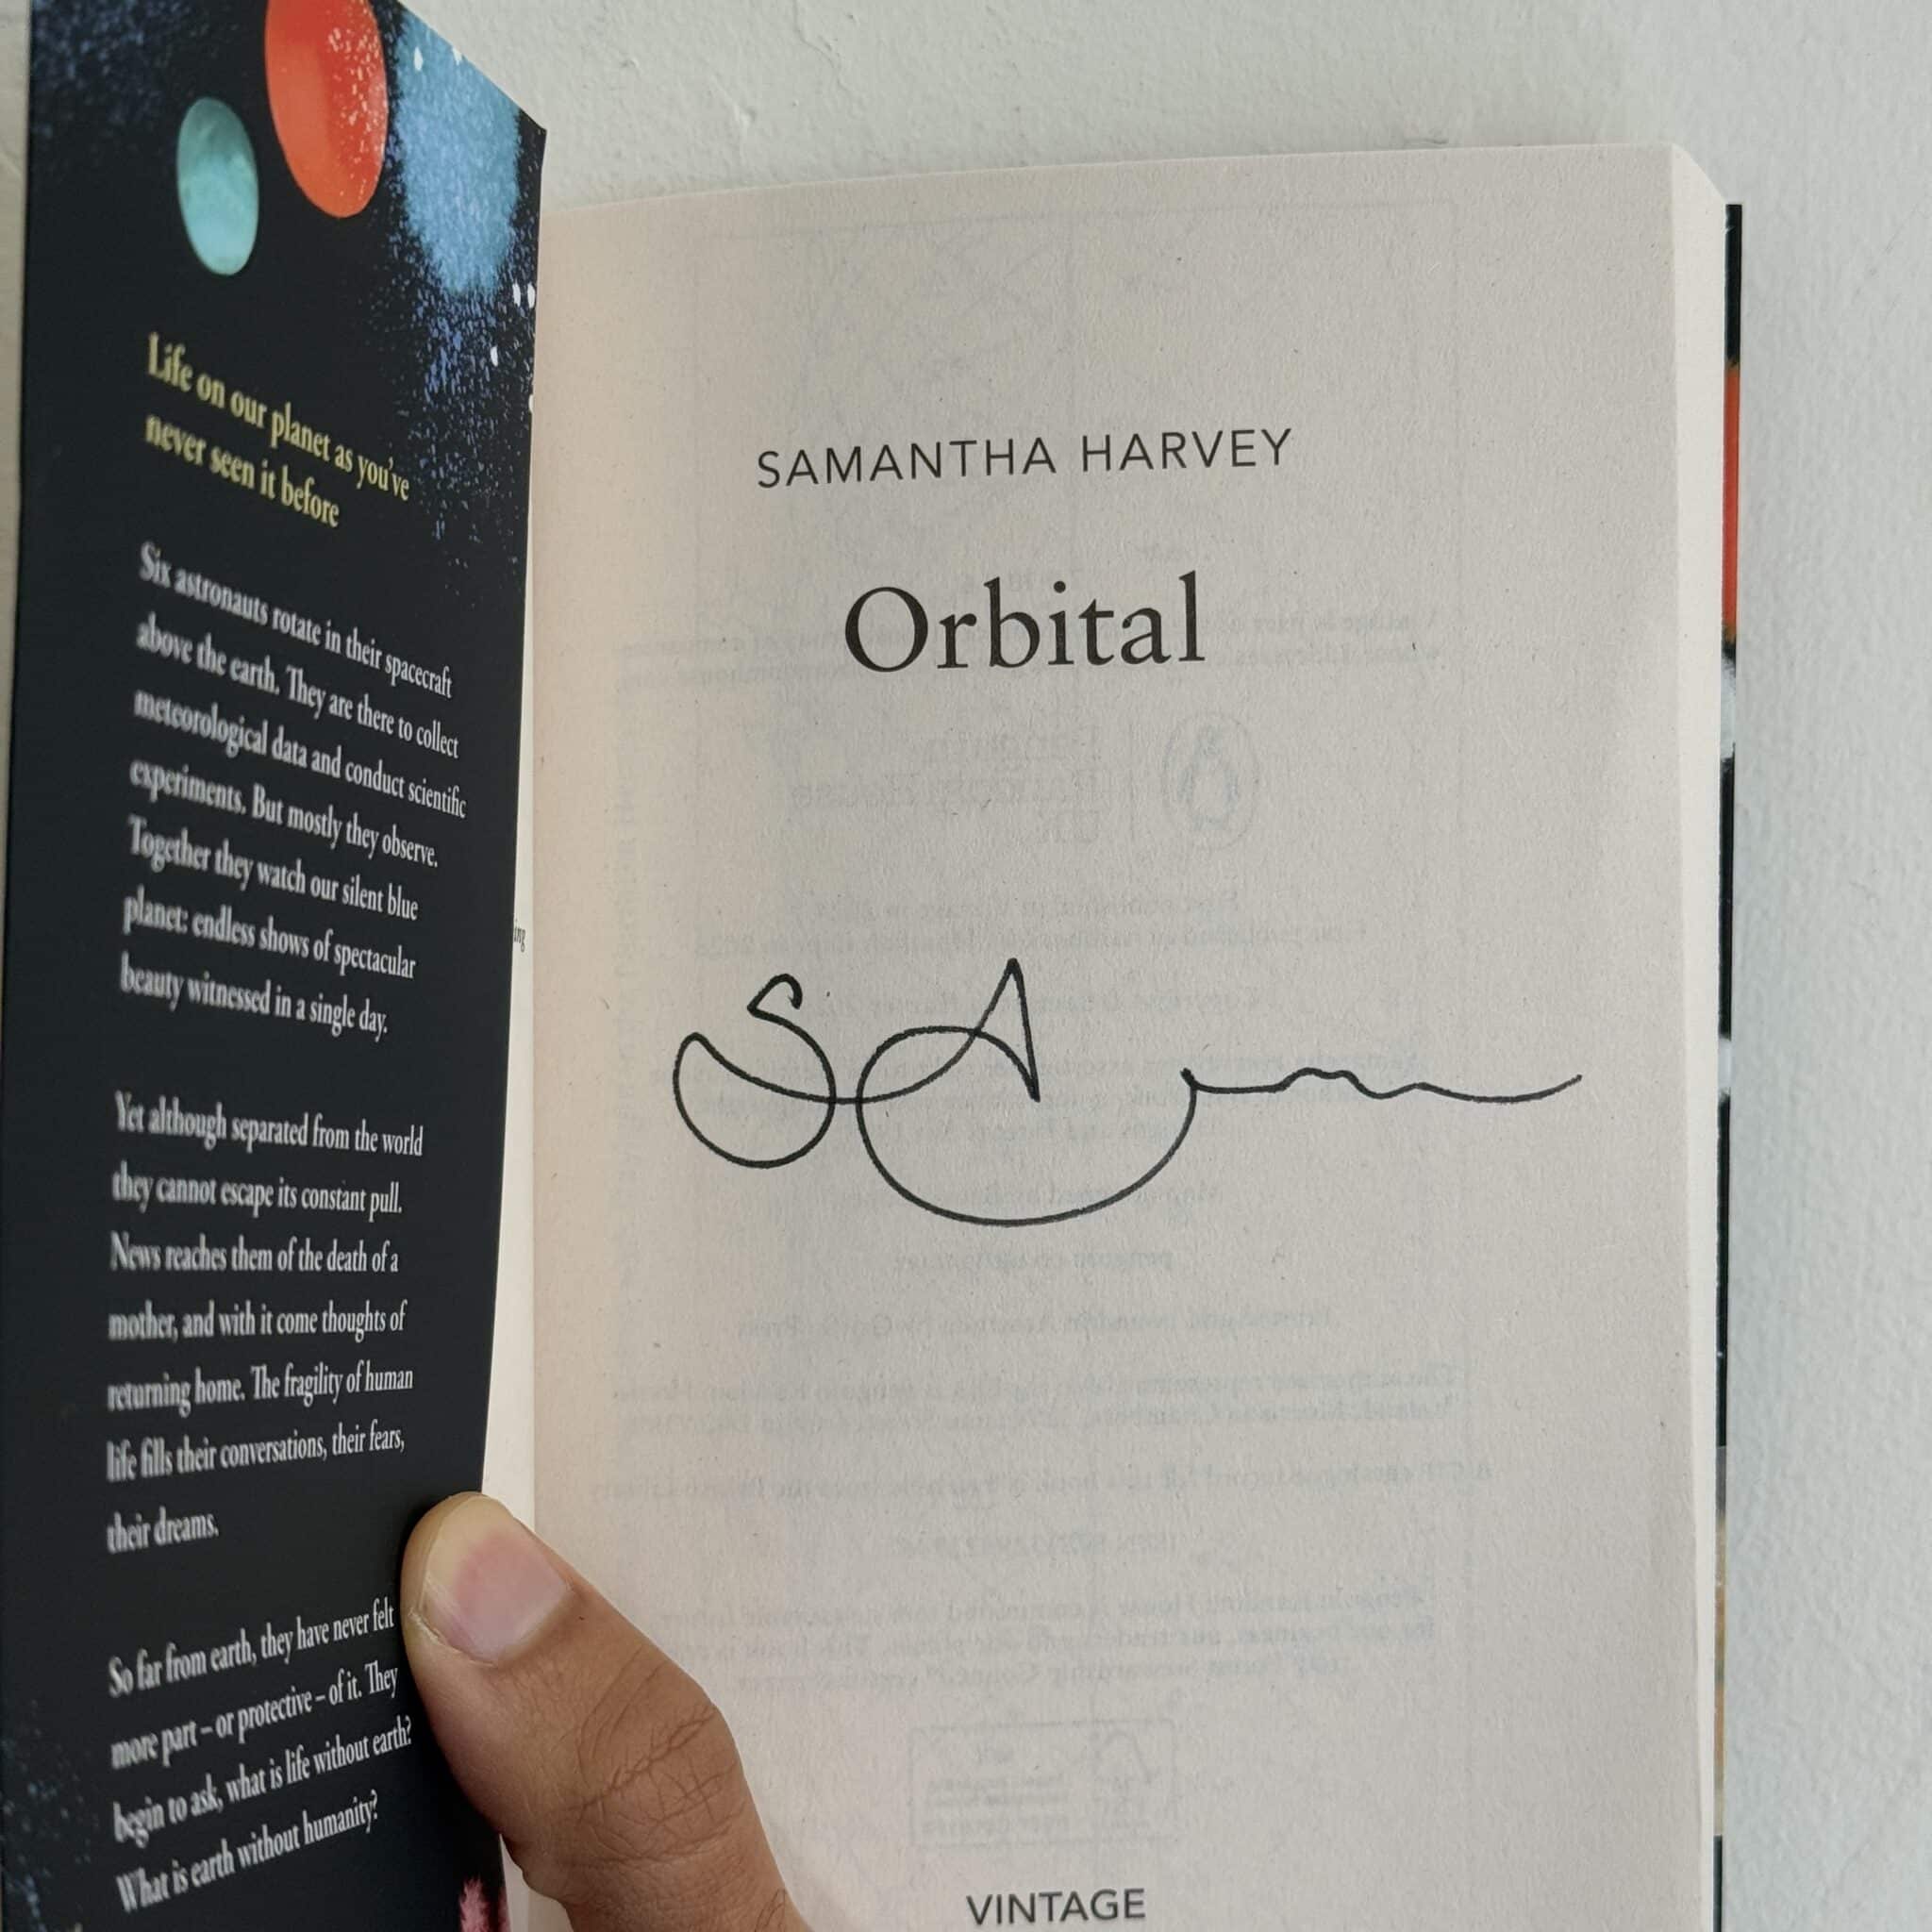 Life on our planet as you've
never seen it before
Six astronauts rotate in their spacecraft
above the earth. They are there to collect
meteorological data and conduct scientific
experiments. But mostly they observe.
Together they watch our silent blue
planet: endless shows of spectacular
beauty witnessed in a single day.
Yet although separated from the world
they cannot escape its constant pull.
News reaches them of the death of a
mother, and with it come thoughts of
returning home. The fragility of human
life fills their conversations, their fears,
their dreams.
So far from earth, they have never felt
more part – or protective – of it. They
begin to ask, what is life without earth?
What is earth without humanity?
SAMANTHA HARVEY
Orbital
VINTAGE